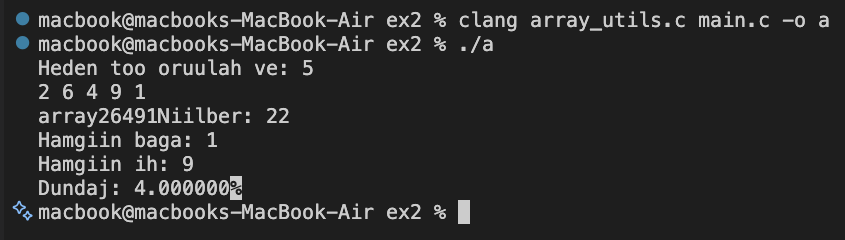 macbook@macbooks-MacBook-Air ex2 % clang array_utils.c main.c -o a
macbook@macbooks-MacBook-Air ex2 % ./a
Heden too oruulah ve: 5
2 6 4 9 1
array26491Niilber: 22
Hamgiin baga: 1
Hamgiin ih: 9
Dundaj: 4.000000%
macbook@macbooks-MacBook-Air ex2 %